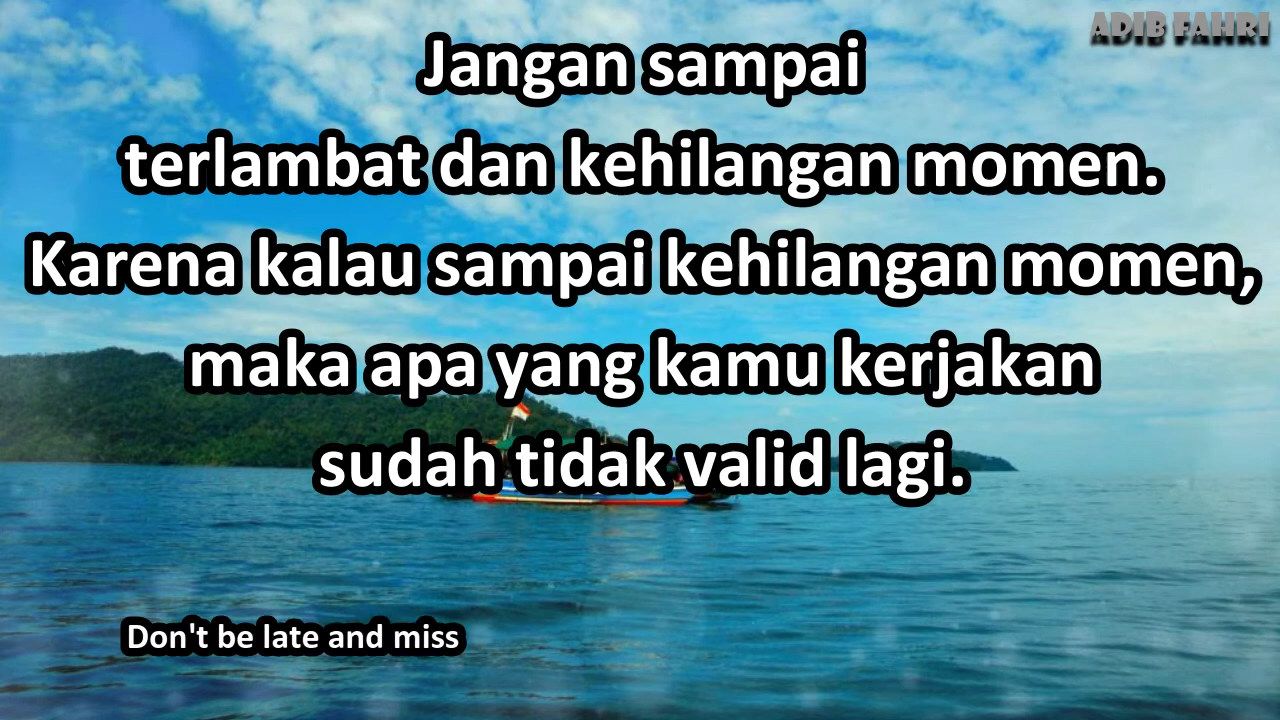 ADIB FAHRI
Jangan sampai
terlambat dan kehilangan momen.
Karena kalau sampai kehilangan momen,
maka apa yang kamu kerjakan
sudah tidak valid lagi.
Don't be late and miss